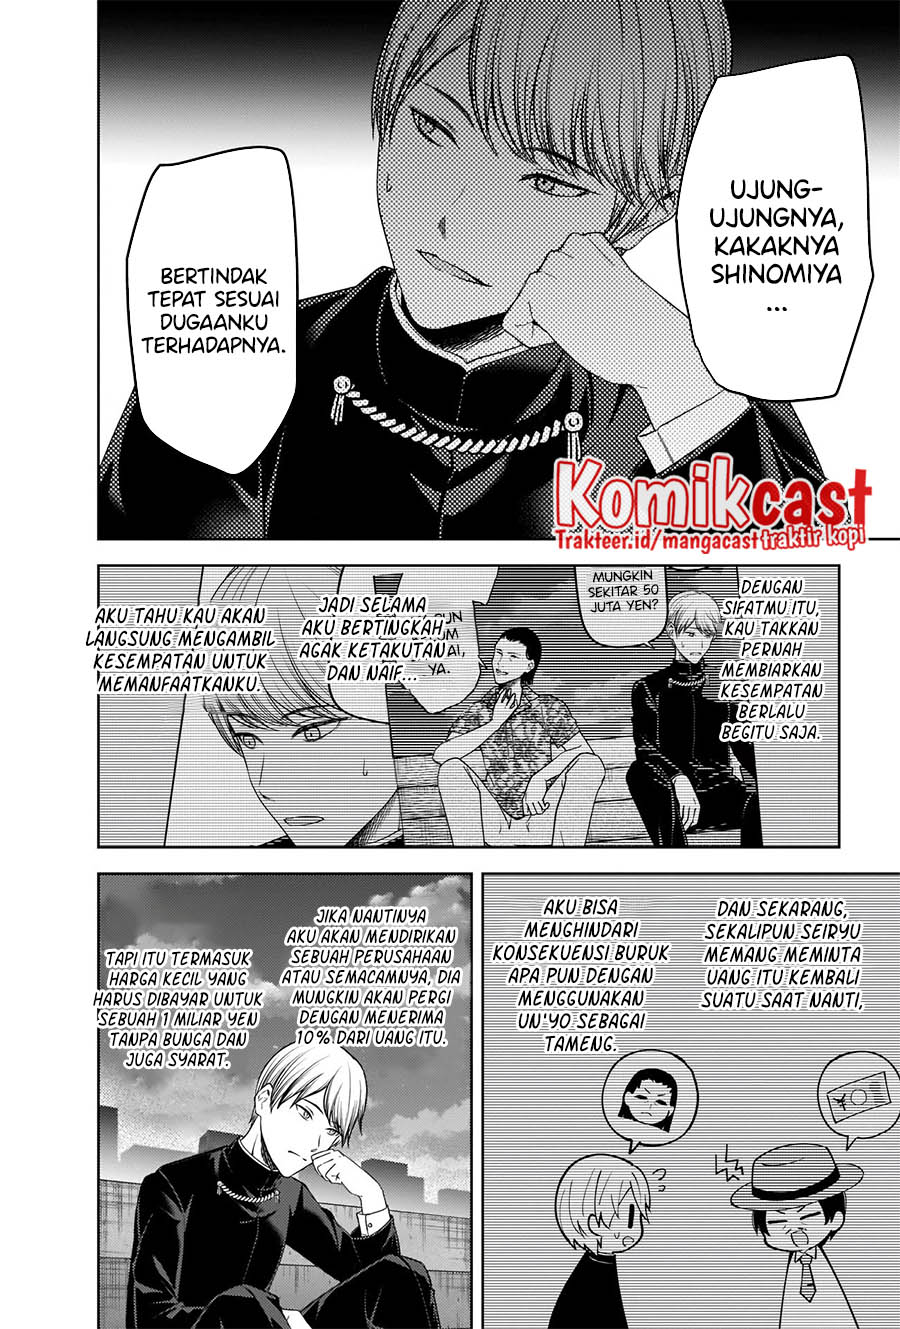 UJUNG-
UJUNGNYA,
KAKAKNYA
SHINOMIYA
...
BERTINDAK
TEPAT SESUAI
DUGAANKU
TERHADAPNYA.
Komikcast
Trakteer.id/mangacast traktir kopi
DENGAN
SIFATMU ITU,
KAU TAKKAN
PERNAH
MEMBIARKAN
KESEMPATAN
BERLALU
BEGITU SAJA.
MUNGKIN
SEKITAR 50
JUTA YEN?
JADI SELAMA
AKU BERTINGKAH
AGAK KETAKUTAN
DAN NAIF...
YA.
AKU TAHU KAU AKAN
LANGSUNG MENGAMBIL
KESEMPATAN UNTUK
MEMANFAATKANKU.
DAN SEKARANG,
SEKALIPUN SEIRYU
MEMANG MEMINTA
UANG ITU KEMBALI
SUATU SAAT NANTI,
AKU BISA
MENGHINDARI
KONSEKUENSI BURUK
APA PUN DENGAN
MENGGUNAKAN
UN'YO SEBAGAI
TAMENG.
¥
JIKA NANTINYA
AKU AKAN MENDIRIKAN
SEBUAH PERUSAHAAN
ATAU SEMACAMNYA, DIA
MUNGKIN AKAN PERGI
DENGAN MENERIMA
10% DARI UANG ITU.
TAPI ITU TERMASUK
HARGA KECIL YANG
HARUS DIBAYAR UNTUK
SEBUAH 1 MILIAR YEN
TANPA BUNGA DAN
JUGA SYARAT.